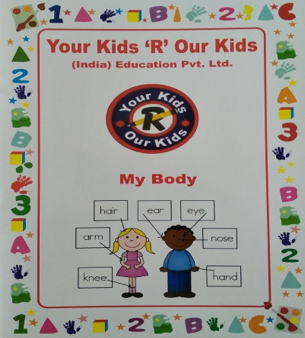 Your Kids 'R' Our Kids
(India) Education Pvt. Ltd.
Your Kids
R
Our Kids
My Body
hair
ear
eye
arm
nose
knee
hand